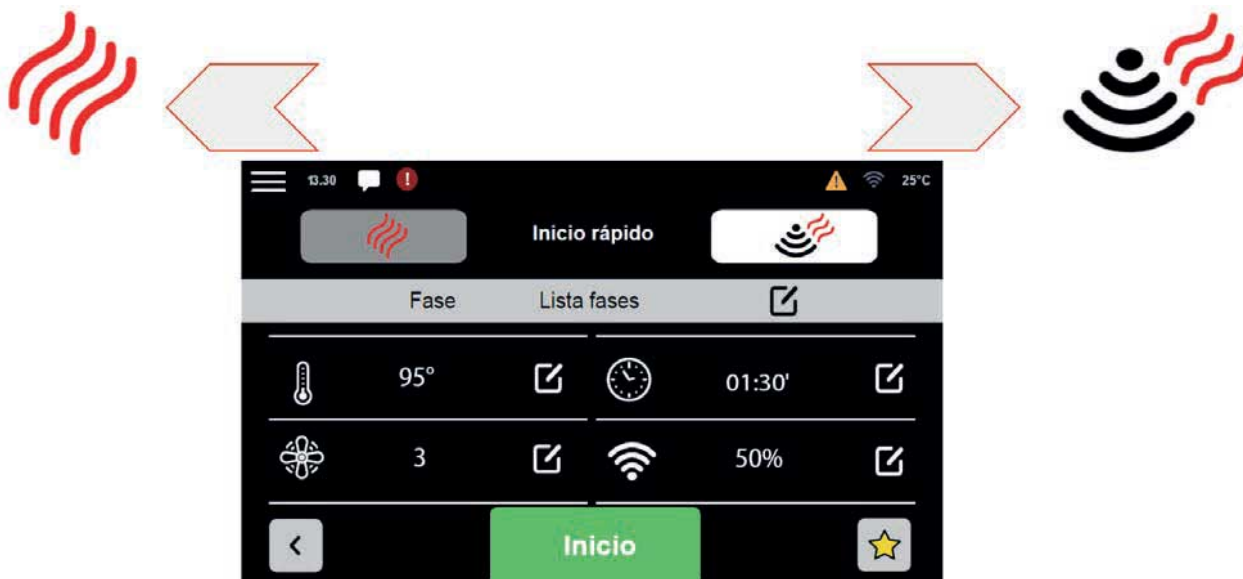 13.30 ! 25°C
Inicio rápido
Fase Lista fases
95° 01:30'
3 50%
Inicio